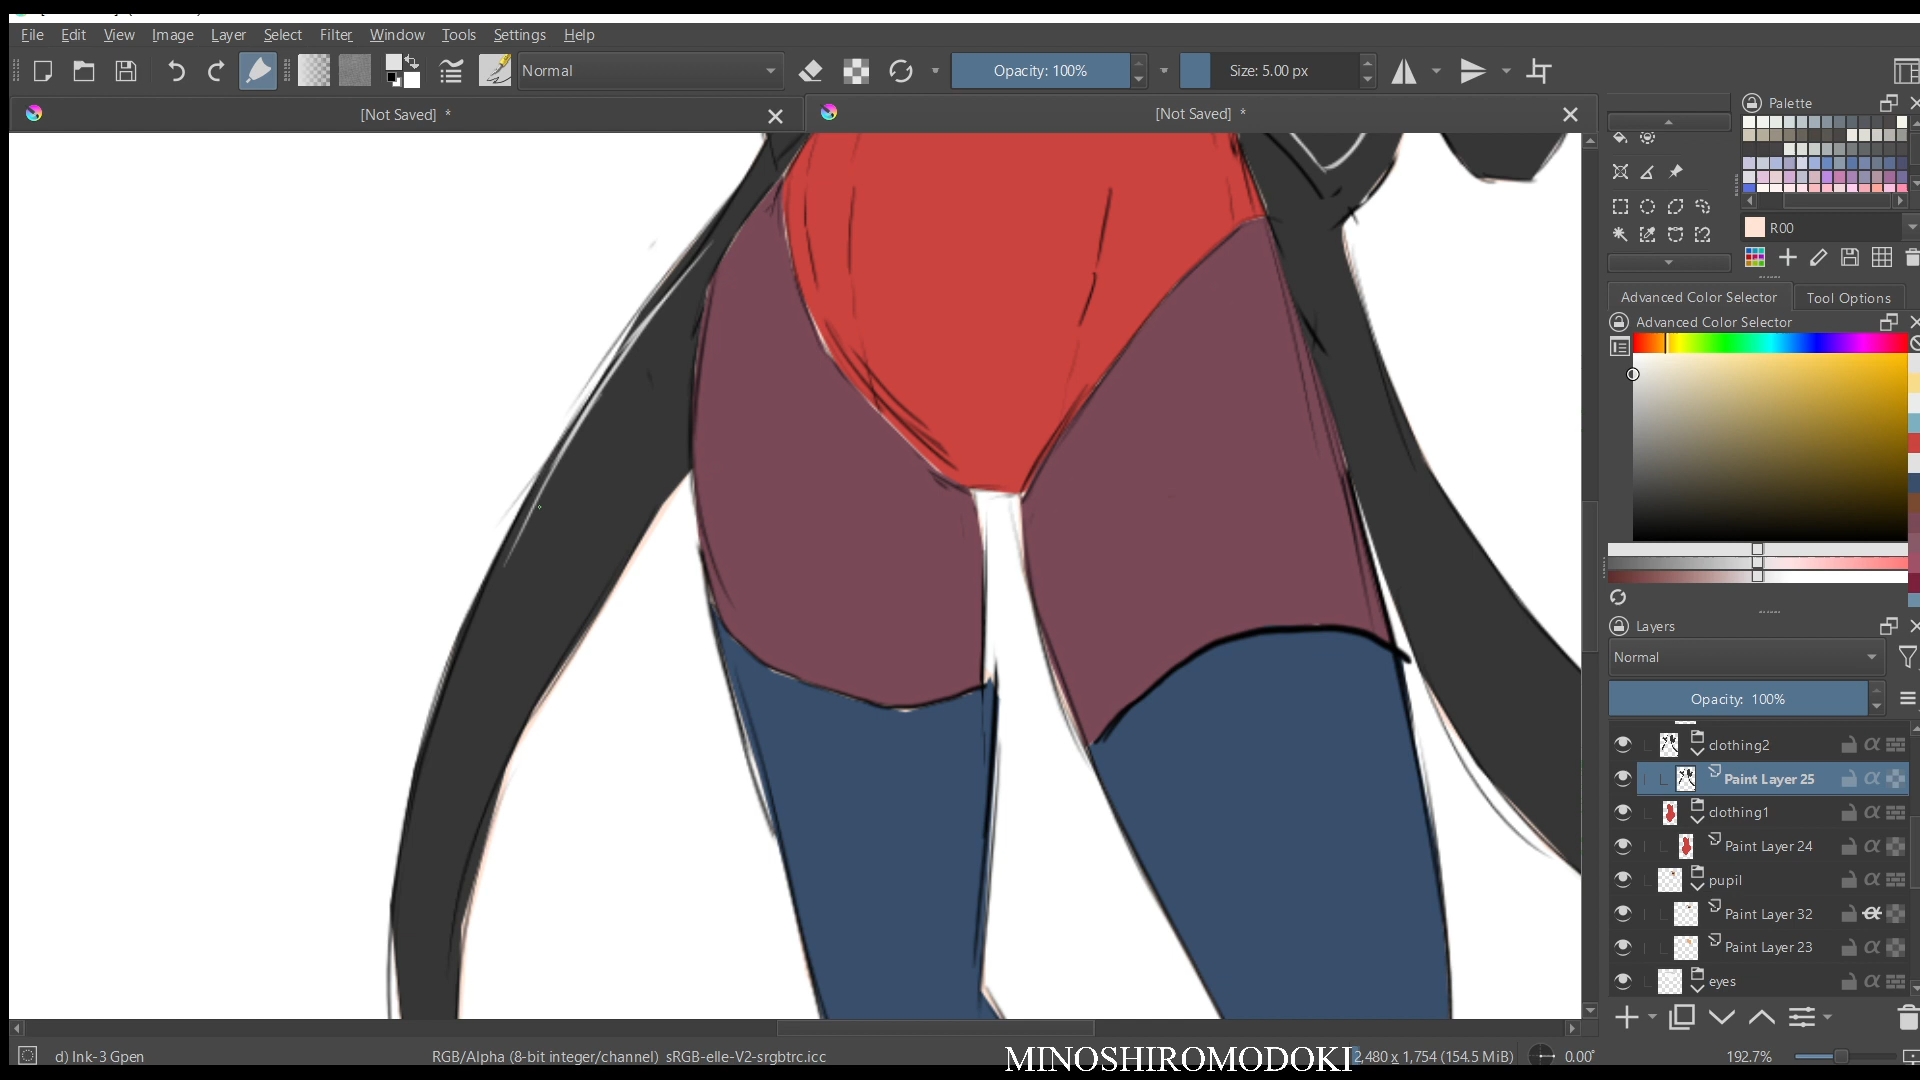 File Edit View Image Layer Select Filter Window Tools Settings Help
Normal Opacity: 100% Size: 5.00 px
[Not Saved] * [Not Saved] *
Palette
R00
Advanced Color Selector Tool Options
Advanced Color Selector
Layers
Normal
Opacity: 100%
clothing2
Paint Layer 25
clothing1
Paint Layer 24
pupil
Paint Layer 32
Paint Layer 23
eyes
d) Ink-3 Gpen RGB/Alpha (8-bit integer/channel) sRGB-elle-V2-srgbtrc.icc MINOSHIROMODOKI 2,480 x 1,754 (154.5 MiB) 0.00° 192.7%